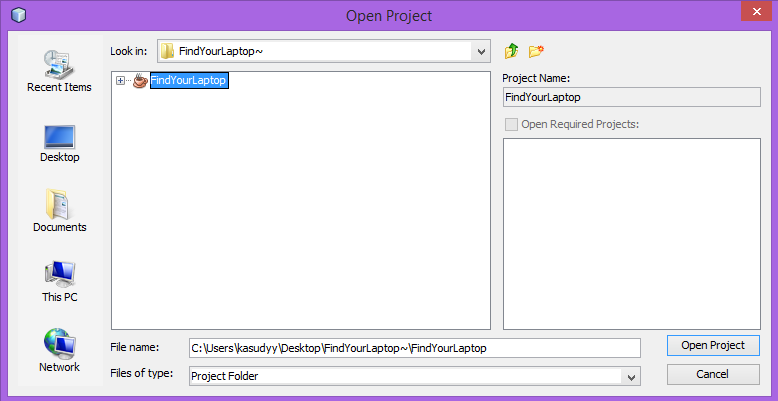 Open Project
Look in:
FindYourLaptop~
Recent Items
Desktop
Documents
This PC
Network
FindYourLaptop
Project Name:
FindYourLaptop
Open Required Projects:
File name:
C:\Users\kasudyy\Desktop\FindYourLaptop~\FindYourLaptop
Open Project
Files of type:
Project Folder
Cancel